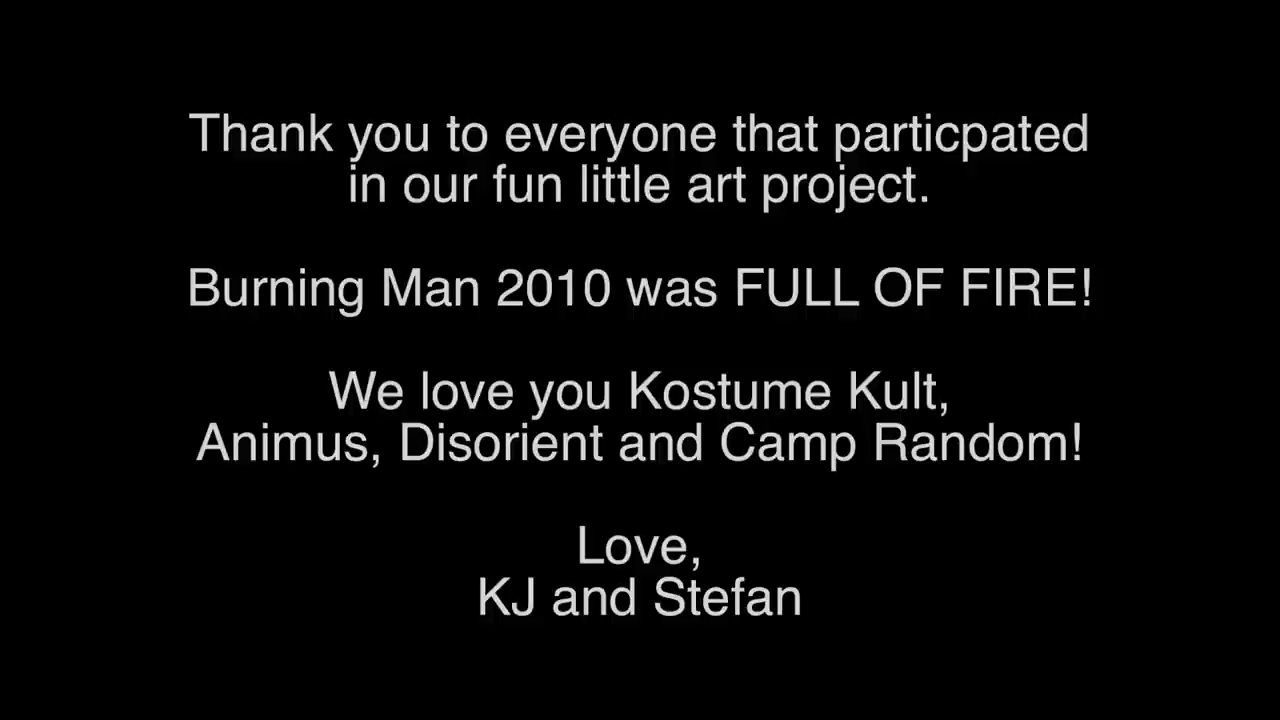 Thank you to everyone that particpated
in our fun little art project.
Burning Man 2010 was FULL OF FIRE!
We love you Kostume Kult,
Animus, Disorient and Camp Random!
Love,
KJ and Stefan